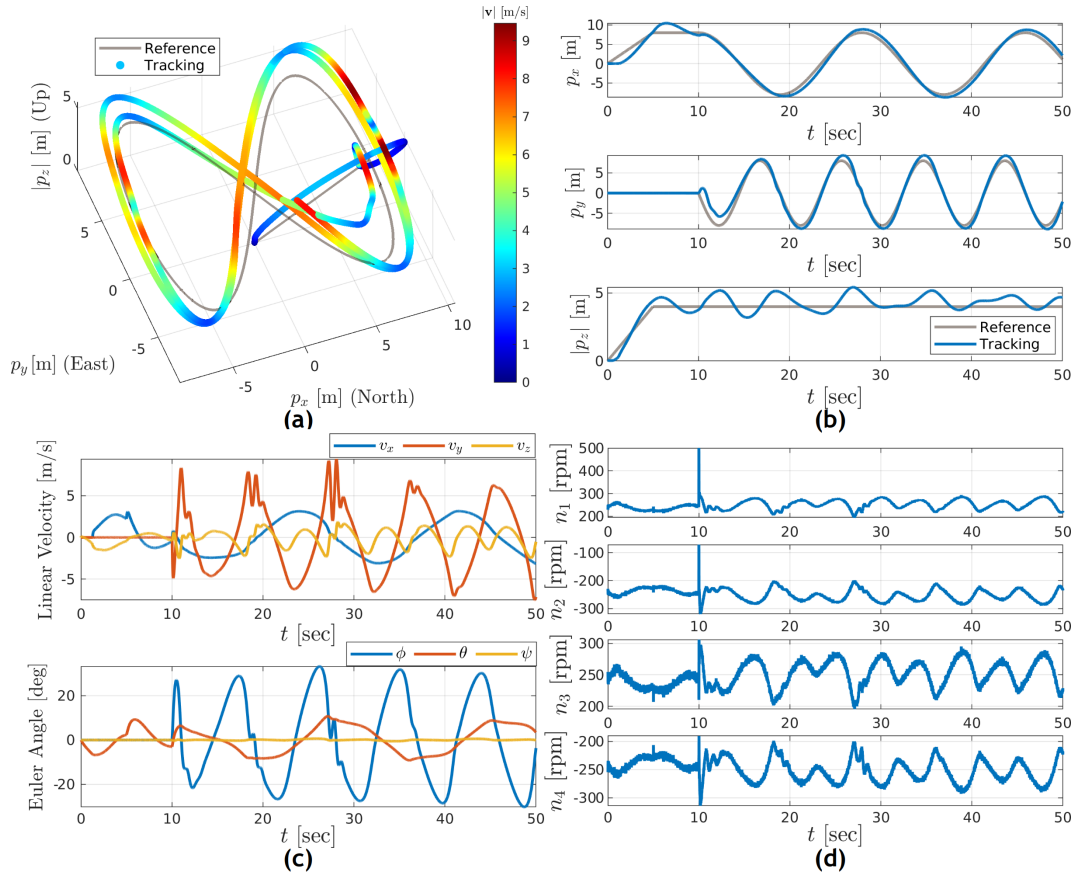 |v| [m/s]
9
8
7
6
5
4
3
2
1
0
Reference
Tracking
|p_z| [m] (Up)
5
0
5
0
-5
p_y [m] (East)
-5
0
5
10
p_x [m] (North)
(a)
p_x [m]
10
5
0
-5
0 10 20 30 40 50
t [sec]
p_y [m]
5
0
-5
0 10 20 30 40 50
t [sec]
|p_z| [m]
5
0
Reference
Tracking
0 10 20 30 40 50
t [sec]
(b)
v_x v_y v_z
Linear Velocity [m/s]
5
0
-5
0 10 20 30 40 50
t [sec]
ϕ θ ψ
Euler Angle [deg]
20
0
-20
0 10 20 30 40 50
t [sec]
(c)
n_1 [rpm]
500
400
300
200
0 10 20 30 40 50
n_2 [rpm]
-100
-200
-300
0 10 20 30 40 50
n_3 [rpm]
300
250
200
0 10 20 30 40 50
n_4 [rpm]
-200
-250
-300
0 10 20 30 40 50
t [sec]
(d)